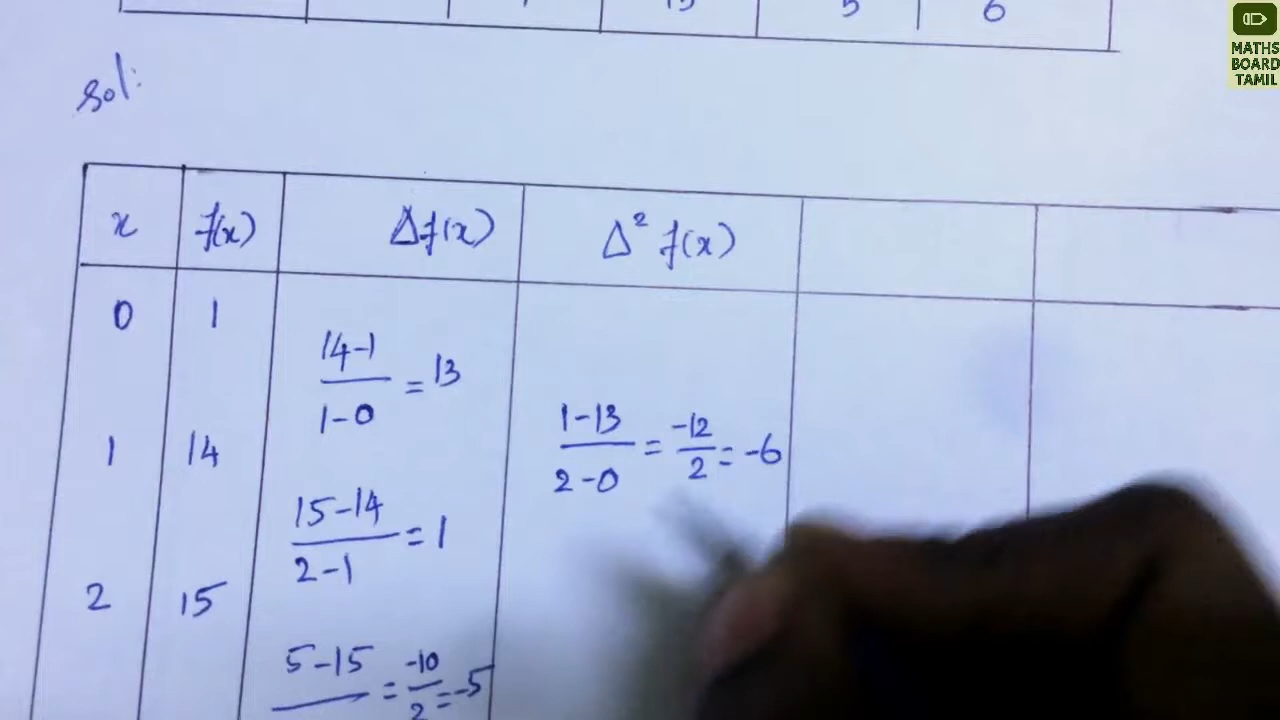 15 5 6
MATHS
BOARD
TAMIL
Sol:
x f(x) Δf(x) Δ² f(x)
0 1
14-1
1-0
= 13
1 14
1-13
2-0
= -12/2 = -6
15-14
2-1
= 1
2 15
5-15
= -10/2 = -5